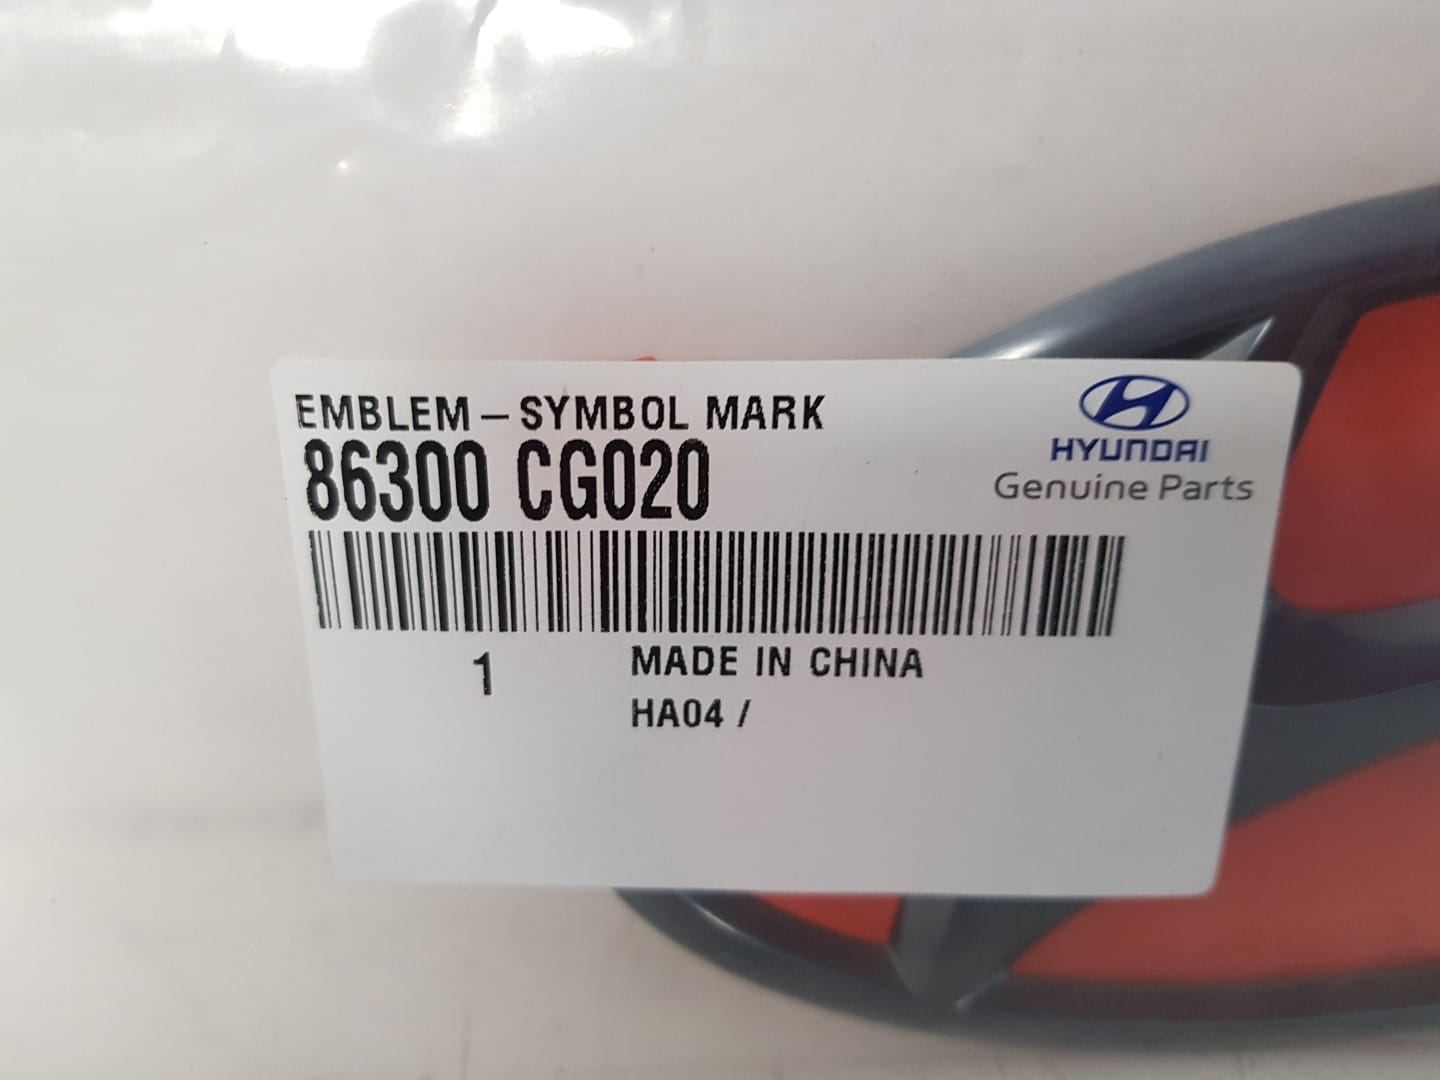 EMBLEM – SYMBOL MARK
86300 CG020
HYUNDAI
Genuine Parts
1
MADE IN CHINA
HA04 /